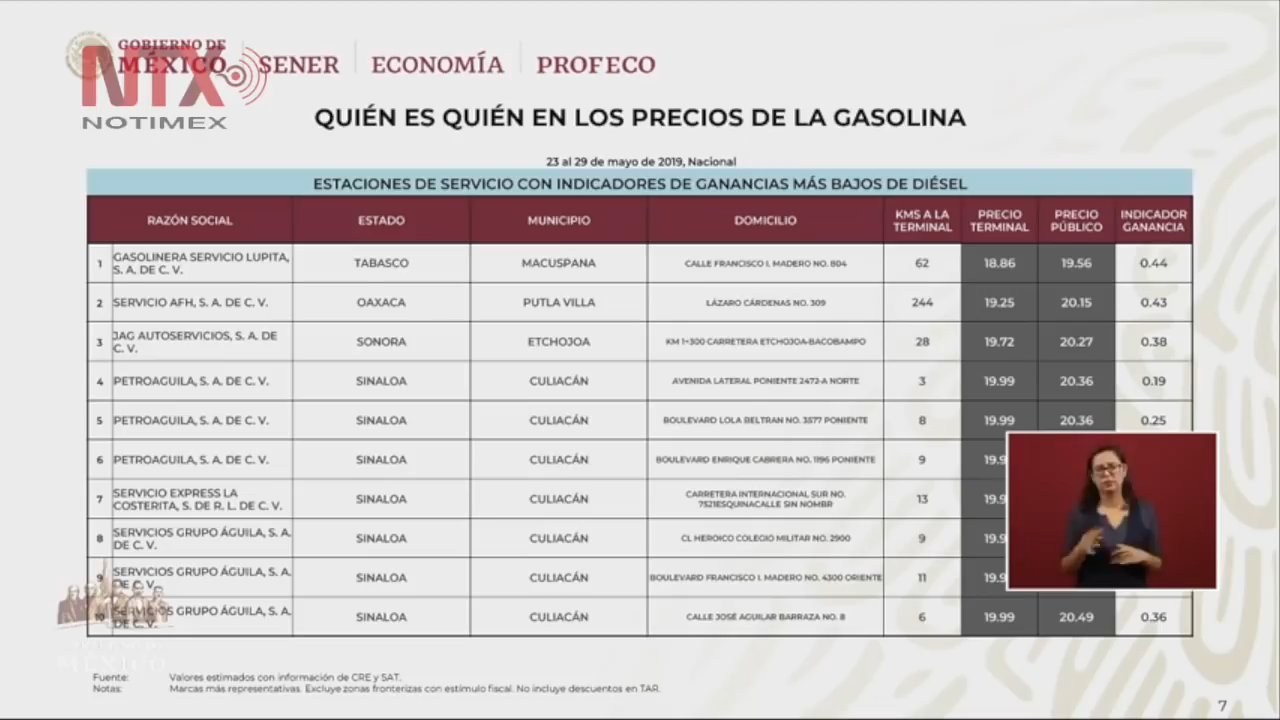 GOBIERNO DE
MÉXICO
SENER ECONOMÍA PROFECO
NTX
NOTIMEX
QUIÉN ES QUIÉN EN LOS PRECIOS DE LA GASOLINA
23 al 29 de mayo de 2019, Nacional
ESTACIONES DE SERVICIO CON INDICADORES DE GANANCIAS MÁS BAJOS DE DIÉSEL
RAZÓN SOCIAL ESTADO MUNICIPIO DOMICILIO KMS A LA TERMINAL PRECIO TERMINAL PRECIO PÚBLICO INDICADOR GANANCIA
1 GASOLINERA SERVICIO LUPITA, S. A. DE C. V. TABASCO MACUSPANA CALLE FRANCISCO I. MADERO NO. 804 62 18.86 19.56 0.44
2 SERVICIO AFH, S. A. DE C. V. OAXACA PUTLA VILLA LÁZARO CÁRDENAS NO. 309 244 19.25 20.15 0.43
3 JAG AUTOSERVICIOS, S. A. DE C. V. SONORA ETCHOJOA KM 1+300 CARRETERA ETCHOJOA-BACOBAMPO 28 19.72 20.27 0.38
4 PETROAGUILA, S. A. DE C. V. SINALOA CULIACÁN AVENIDA LATERAL PONIENTE 2472-A NORTE 3 19.99 20.36 0.19
5 PETROAGUILA, S. A. DE C. V. SINALOA CULIACÁN BOULEVARD LOLA BELTRAN NO. 3577 PONIENTE 8 19.99 20.36 0.25
6 PETROAGUILA, S. A. DE C. V. SINALOA CULIACÁN BOULEVARD ENRIQUE CABRERA NO. 1196 PONIENTE 9 19.9
7 SERVICIO EXPRESS LA COSTERITA, S. DE R. L. DE C. V. SINALOA CULIACÁN CARRETERA INTERNACIONAL SUR NO. 7521ESQUINACALLE SIN NOMBR 13 19.9
8 SERVICIOS GRUPO ÁGUILA, S. A. DE C. V. SINALOA CULIACÁN CL HEROICO COLEGIO MILITAR NO. 2900 9 19.9
9 SERVICIOS GRUPO ÁGUILA, S. A. DE C. V. SINALOA CULIACÁN BOULEVARD FRANCISCO I. MADERO NO. 4300 ORIENTE 11 19.9
10 SERVICIOS GRUPO ÁGUILA, S. A. DE C. V. SINALOA CULIACÁN CALLE JOSÉ AGUILAR BARRAZA NO. 8 6 19.99 20.49 0.36
GOBIERNO DE
MÉXICO
Fuente: Valores estimados con información de CRE y SAT.
Notas: Marcas más representativas. Excluye zonas fronterizas con estímulo fiscal. No incluye descuentos en TAR.
7